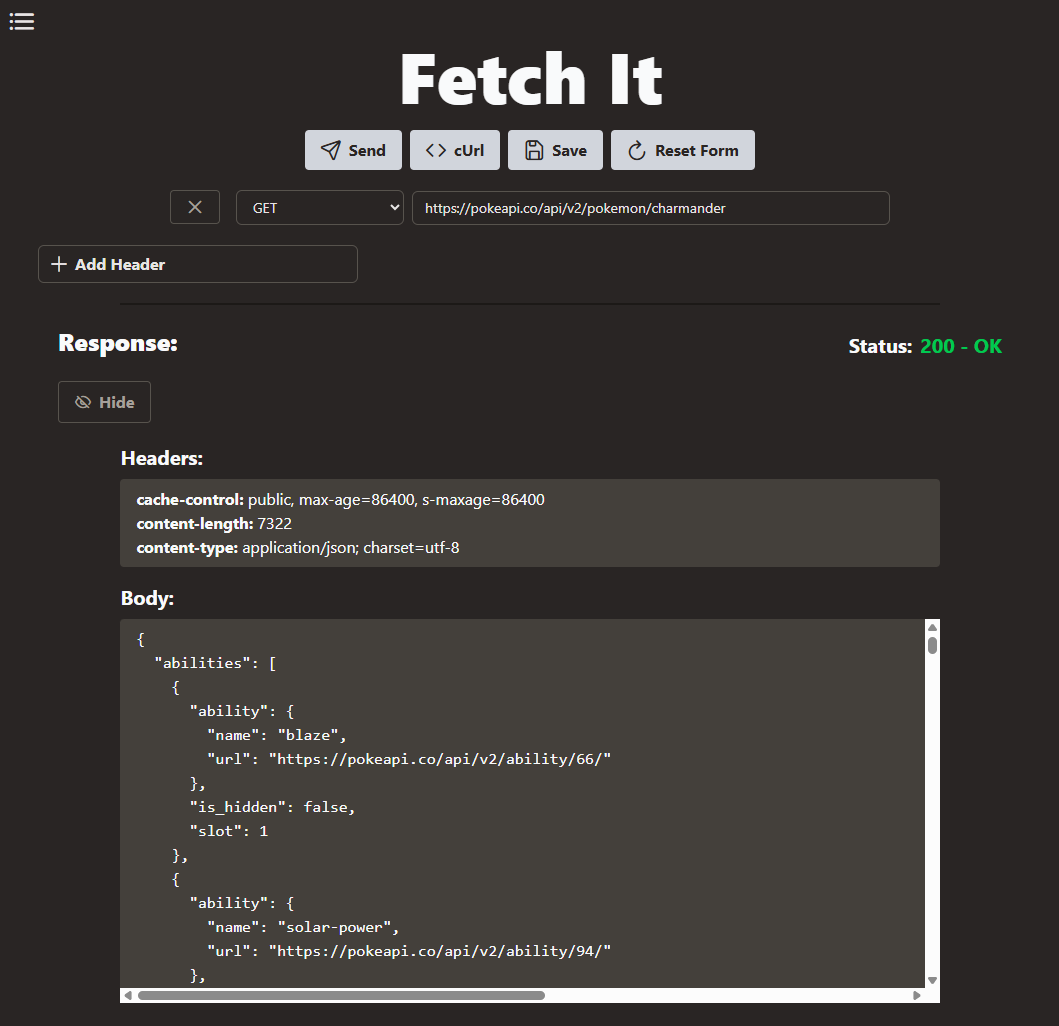 Fetch It
Send cUrl Save Reset Form
GET https://pokeapi.co/api/v2/pokemon/charmander
Add Header
Response: Status: 200 - OK
Hide
Headers:
cache-control: public, max-age=86400, s-maxage=86400
content-length: 7322
content-type: application/json; charset=utf-8
Body:
{
  "abilities": [
    {
      "ability": {
        "name": "blaze",
        "url": "https://pokeapi.co/api/v2/ability/66/"
      },
      "is_hidden": false,
      "slot": 1
    },
    {
      "ability": {
        "name": "solar-power",
        "url": "https://pokeapi.co/api/v2/ability/94/"
      },